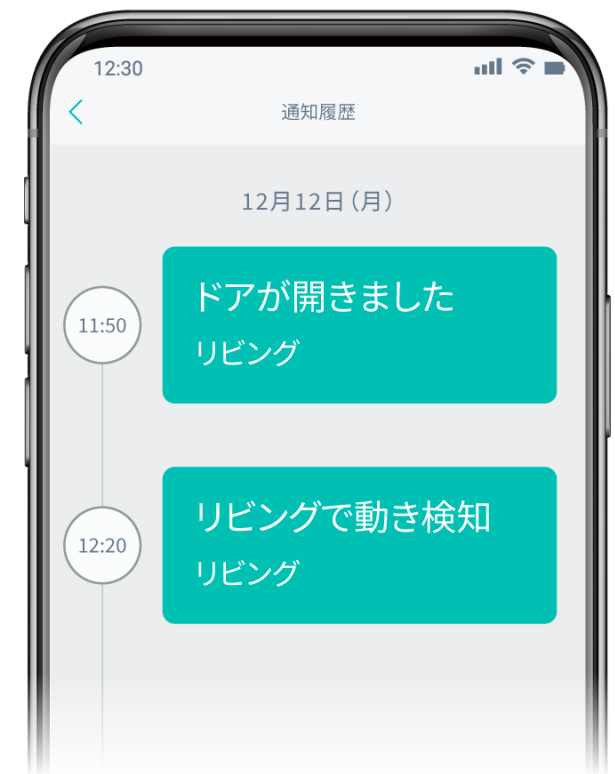 12:30
通知履歴
12月12日（月）
11:50
ドアが開きました
リビング
12:20
リビングで動き検知
リビング